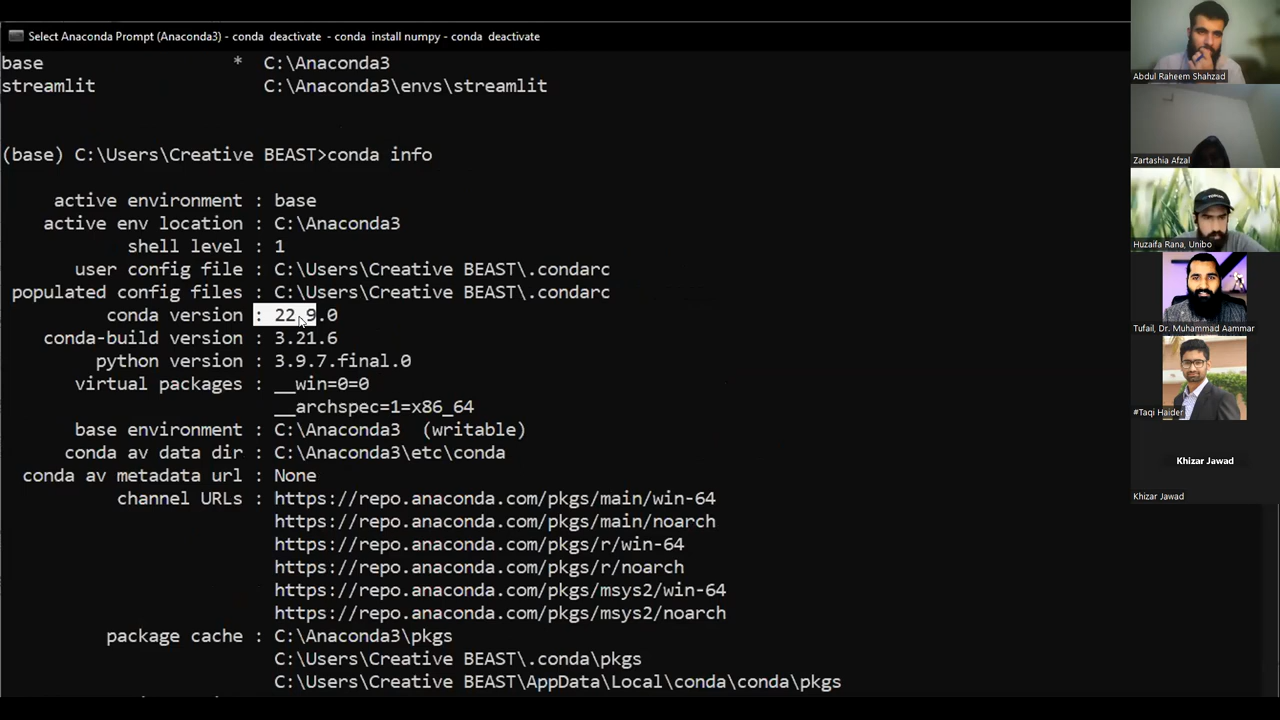 Select Anaconda Prompt (Anaconda3) - conda  deactivate  - conda  install numpy - conda  deactivate
base                  *  C:\Anaconda3
streamlit                C:\Anaconda3\envs\streamlit
(base) C:\Users\Creative BEAST>conda info
active environment : base
active env location : C:\Anaconda3
shell level : 1
user config file : C:\Users\Creative BEAST\.condarc
populated config files : C:\Users\Creative BEAST\.condarc
conda version : 22.9.0
conda-build version : 3.21.6
python version : 3.9.7.final.0
virtual packages : __win=0=0
__archspec=1=x86_64
base environment : C:\Anaconda3  (writable)
conda av data dir : C:\Anaconda3\etc\conda
conda av metadata url : None
channel URLs : https://repo.anaconda.com/pkgs/main/win-64
https://repo.anaconda.com/pkgs/main/noarch
https://repo.anaconda.com/pkgs/r/win-64
https://repo.anaconda.com/pkgs/r/noarch
https://repo.anaconda.com/pkgs/msys2/win-64
https://repo.anaconda.com/pkgs/msys2/noarch
package cache : C:\Anaconda3\pkgs
C:\Users\Creative BEAST\.conda\pkgs
C:\Users\Creative BEAST\AppData\Local\conda\conda\pkgs
Abdul Raheem Shahzad
Zartashia Afzal
Huzaifa Rana, Unibo
Tufail, Dr. Muhammad Aammar
#Taqi Haider
Khizar Jawad
Khizar Jawad